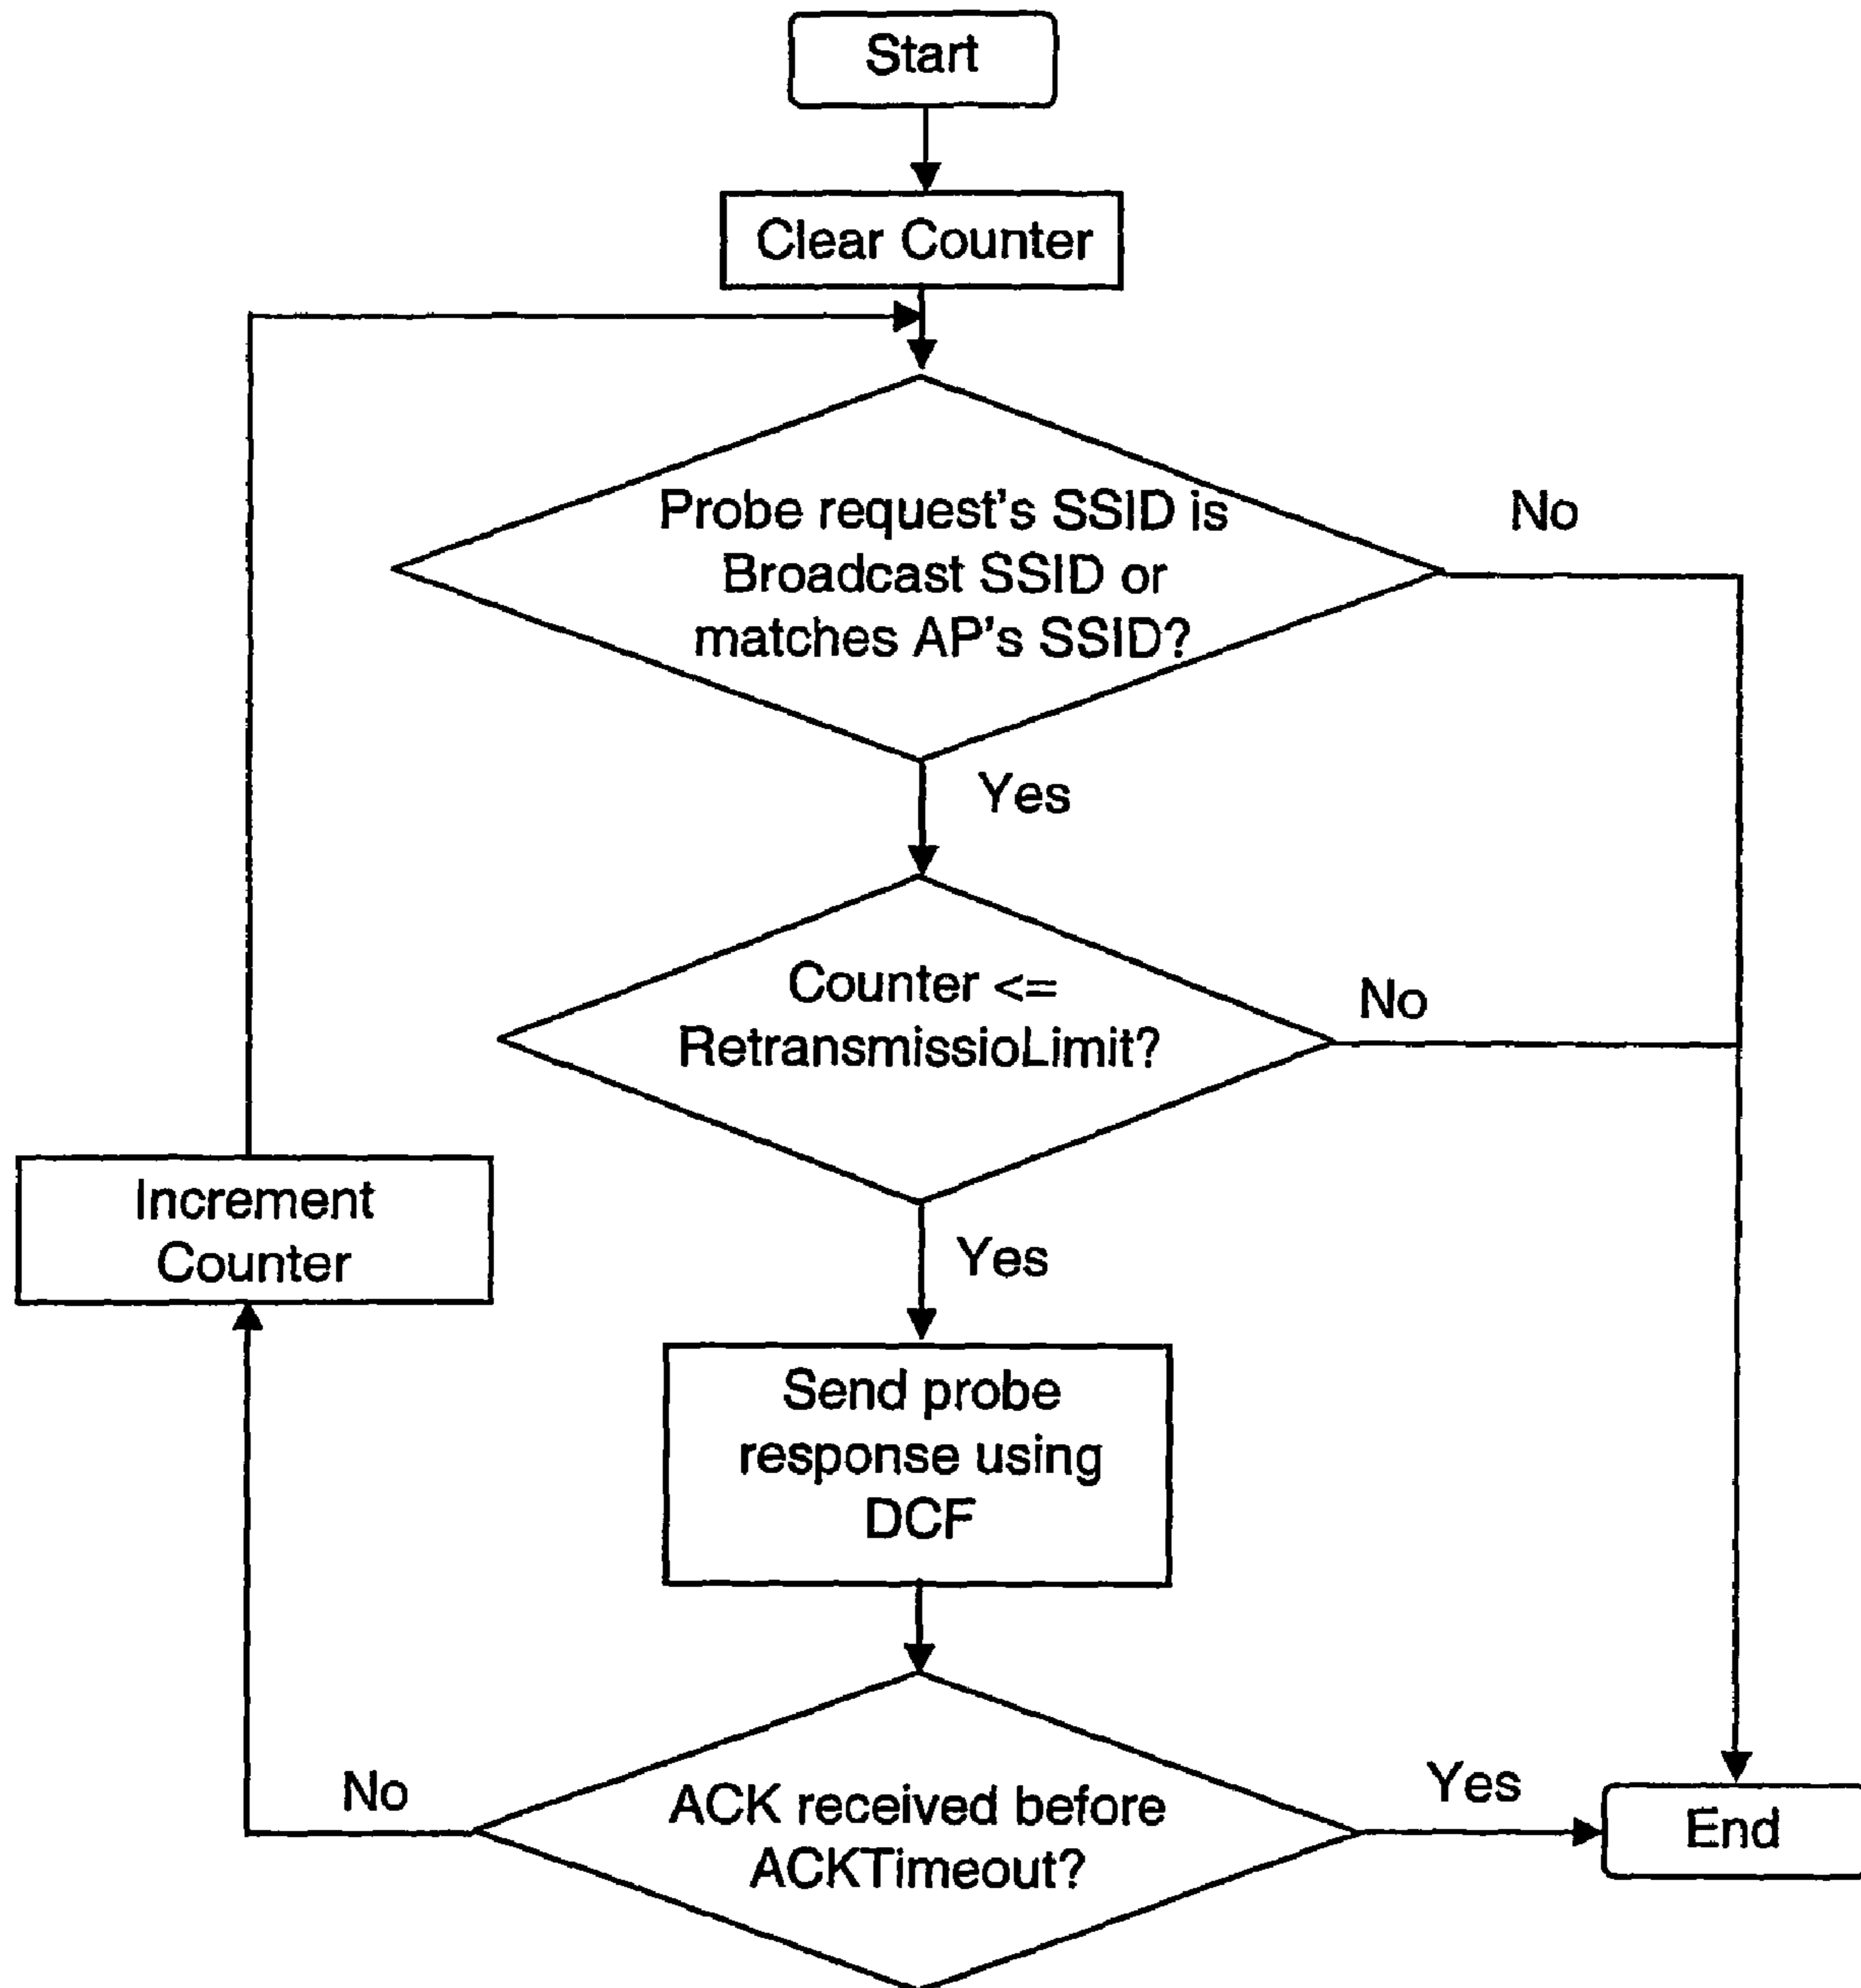 Start
Clear Counter
Probe request's SSID is
Broadcast SSID or
matches AP's SSID?
No
Yes
Counter <=
RetransmissioLimit?
No
Increment
Counter
Yes
Send probe
response using
DCF
No
ACK received before
ACKTimeout?
Yes
End